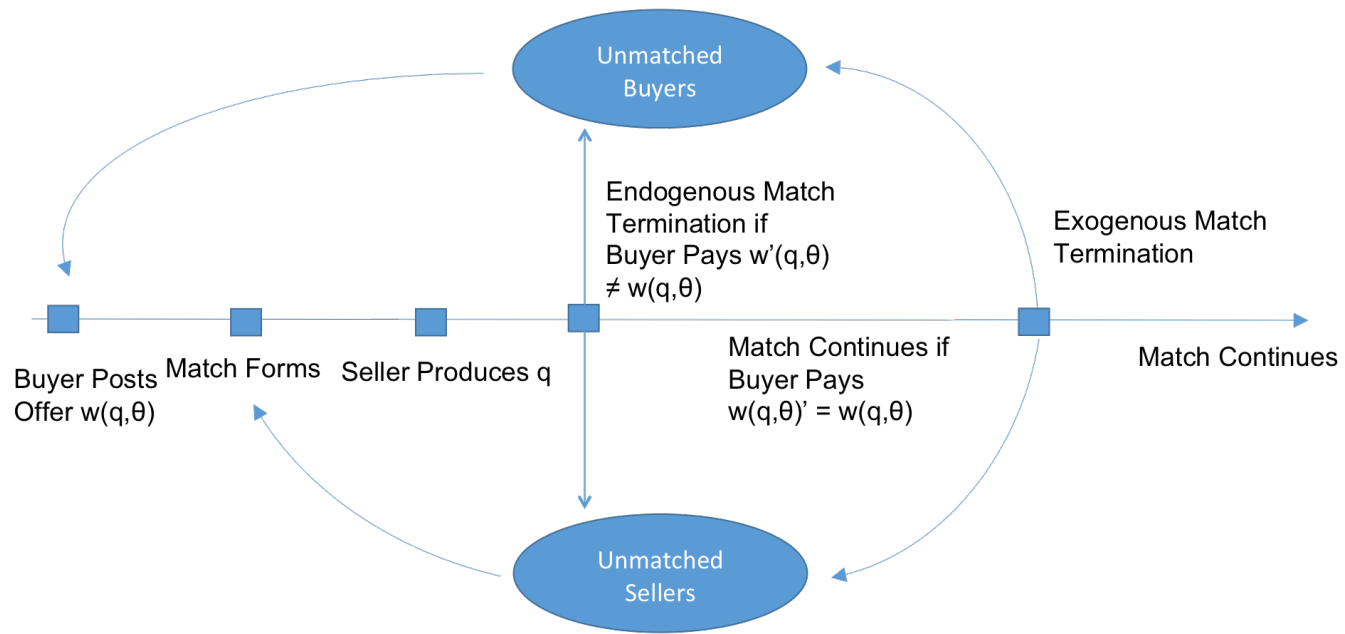 Unmatched
Buyers
Endogenous Match
Termination if
Buyer Pays w’(q,θ)
≠ w(q,θ)
Exogenous Match
Termination
Buyer Posts
Offer w(q,θ)
Match Forms
Seller Produces q
Match Continues if
Buyer Pays
w(q,θ)’ = w(q,θ)
Match Continues
Unmatched
Sellers